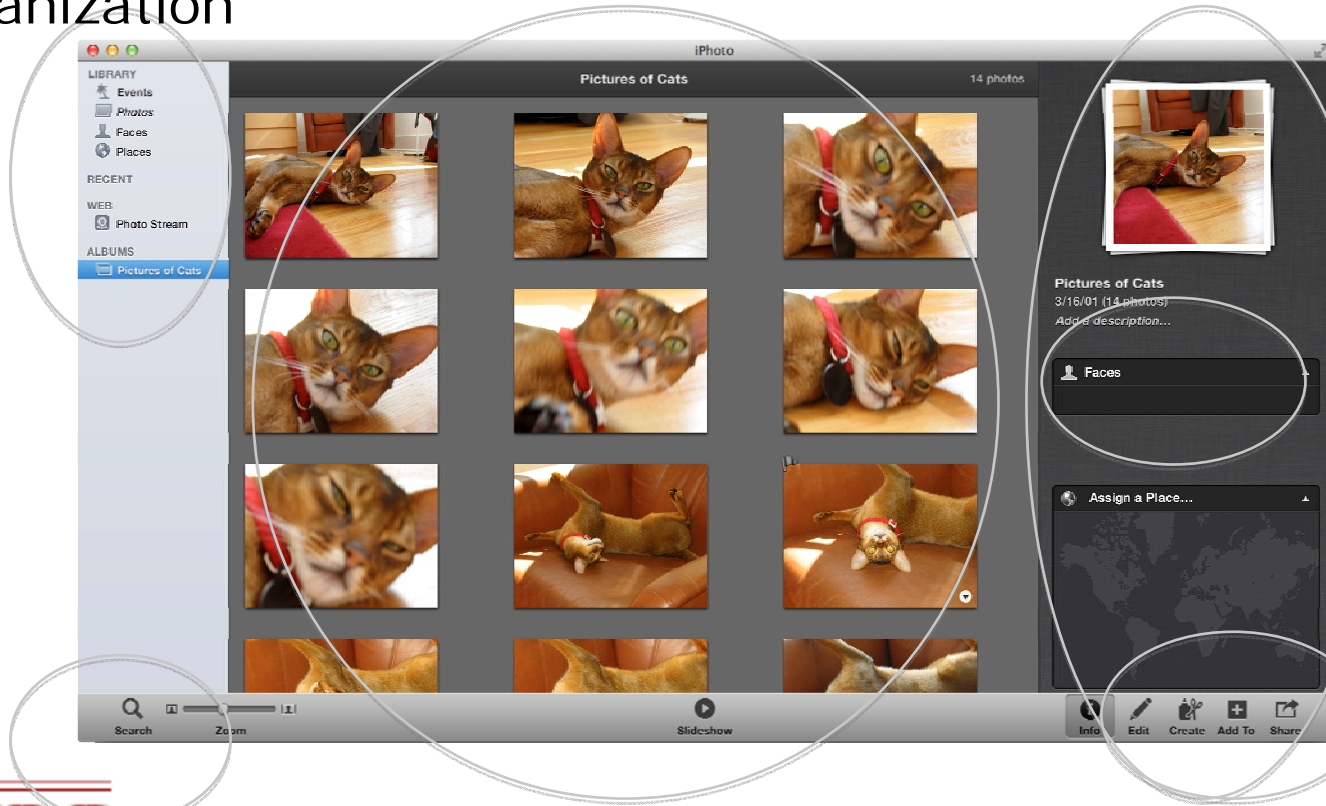 anization
iPhoto
LIBRARY
Events
Photos
Faces
Places
RECENT
WEB
Photo Stream
ALBUMS
Pictures of Cats
Pictures of Cats
14 photos
Pictures of Cats
3/16/01 (14 photos)
Add a description...
Faces
Assign a Place...
Search
Zoom
Slideshow
Info
Edit
Create
Add To
Share